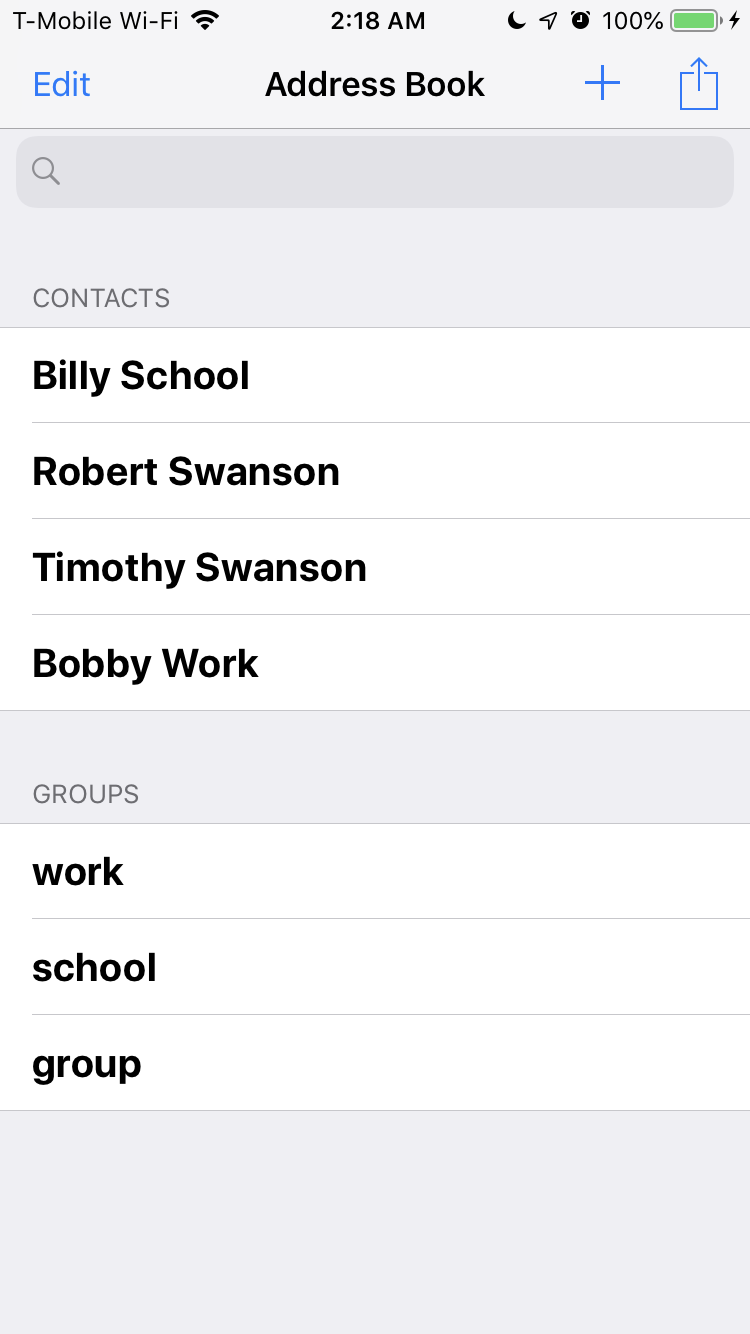 T-Mobile Wi-Fi 2:18 AM 100%
Edit Address Book
CONTACTS
Billy School
Robert Swanson
Timothy Swanson
Bobby Work
GROUPS
work
school
group